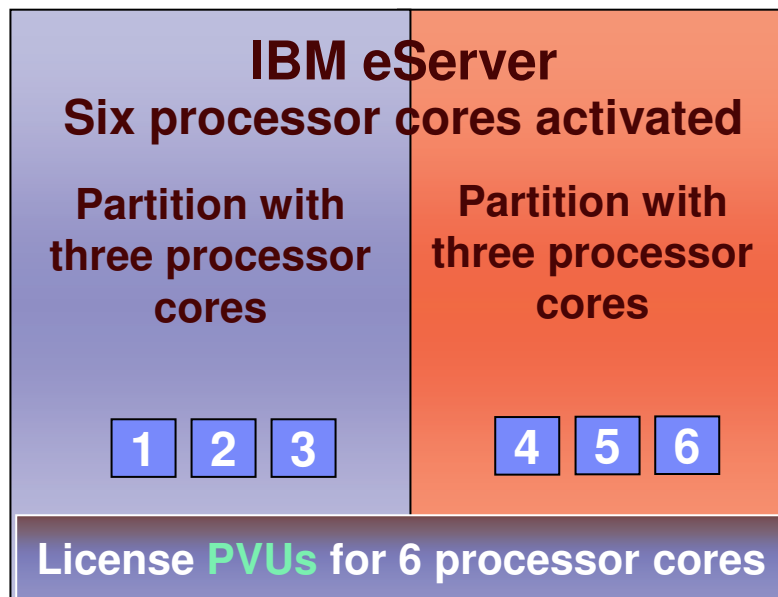 IBM eServer
Six processor cores activated
Partition with
three processor
cores
Partition with
three processor
cores
1 2 3
4 5 6
License PVUs for 6 processor cores